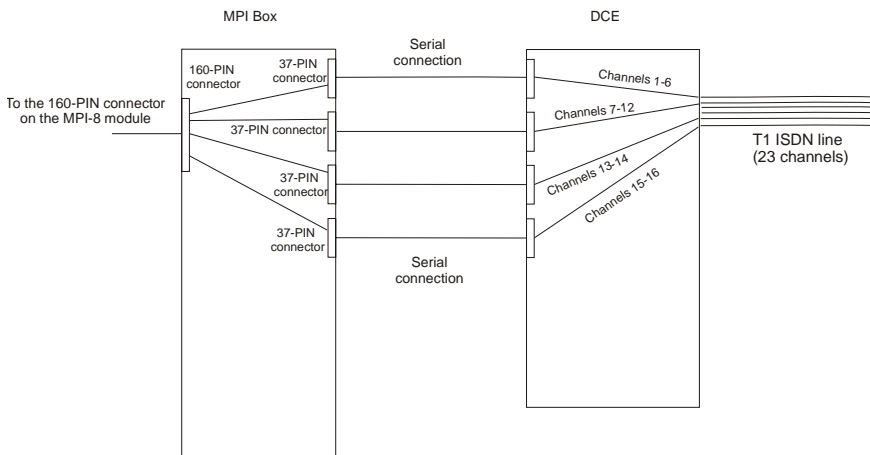 MPI Box
DCE
160-PIN
connector
37-PIN
connector
Serial
connection
Channels 1-6
To the 160-PIN connector
on the MPI-8 module
37-PIN connector
Channels 7-12
T1 ISDN line
(23 channels)
37-PIN
connector
Channels 13-14
37-PIN
connector
Channels 15-16
Serial
connection